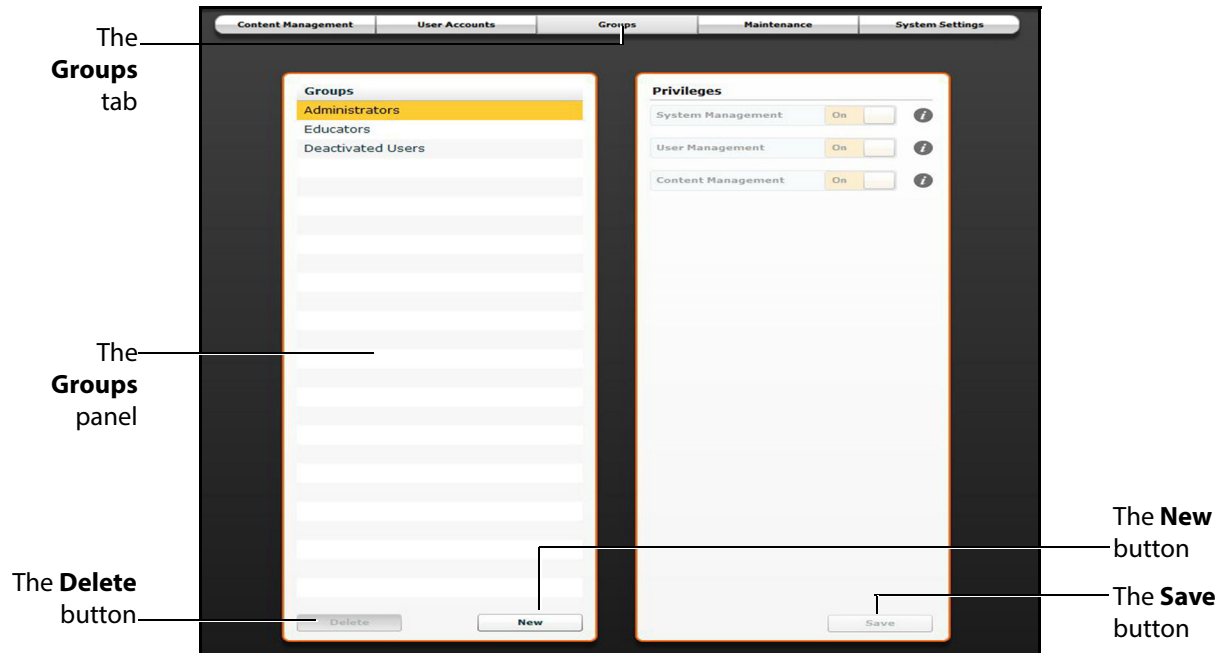 Content Management
User Accounts
Groups
Maintenance
System Settings
The
Groups
tab
Groups
Administrators
Educators
Deactivated Users
Privileges
System Management On i
User Management On i
Content Management On i
The
Groups
panel
The New
button
The Delete
button
Delete
New
Save
The Save
button